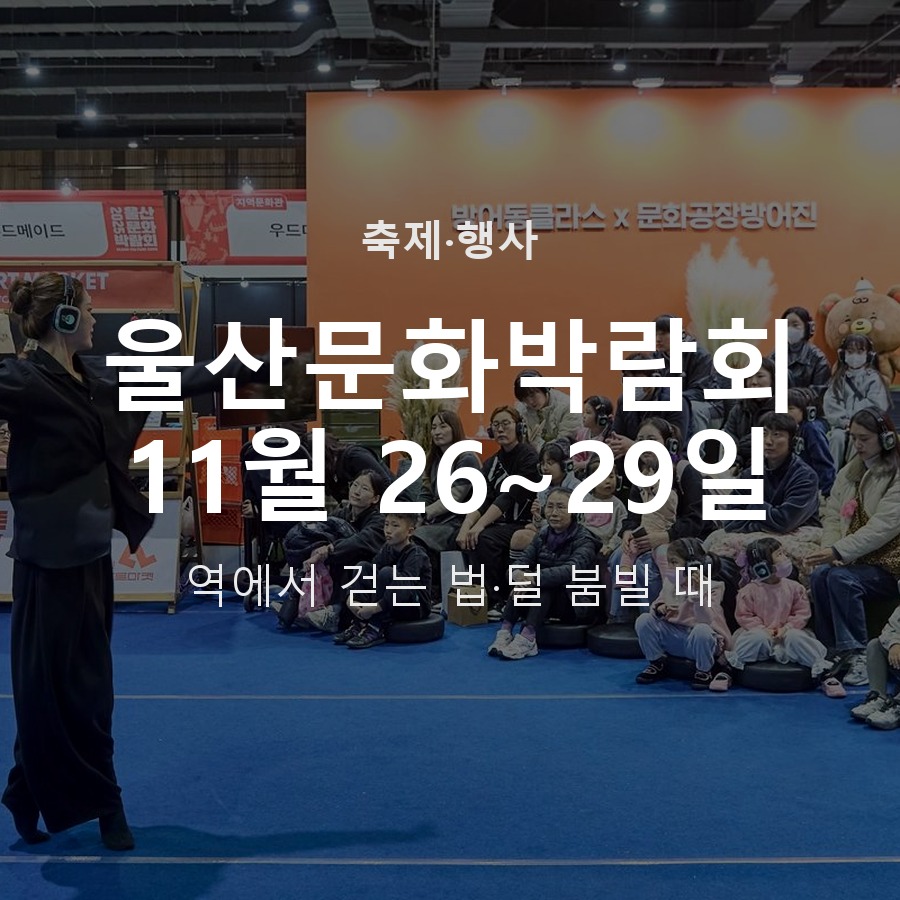 방어동클라스 x 문화공장방어진
지역문화관
드메이드
2025 울산문화박람회
우드
ART MARKET
축제·행사
울산문화박람회
11월 26~29일
역에서 걷는 법·덜 붐빌 때